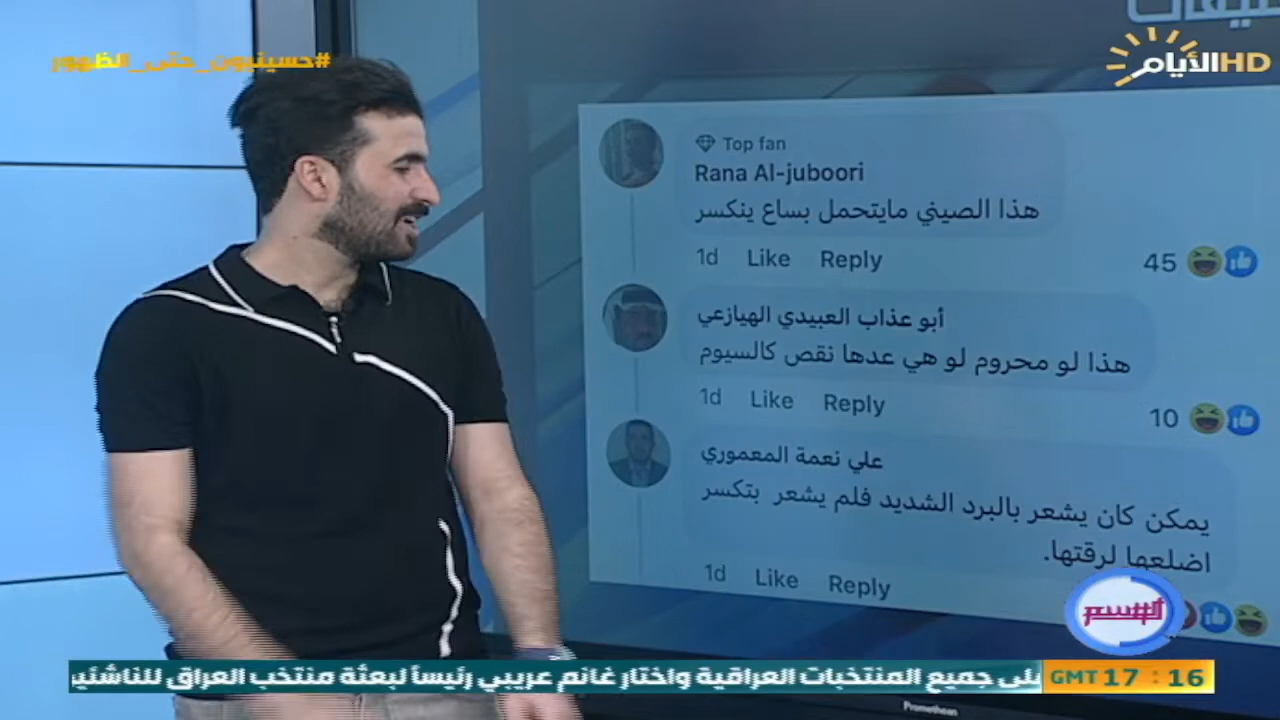 #حسينيون_حتى_الظهور
الأيام HD
Top fan
Rana Al-juboori
هذا الصيني مايتحمل بساع ينكسر
1d Like Reply 45
أبو عذاب العبيدي الهيازعي
هذا لو محروم لو هي عدها نقص كالسيوم
1d Like Reply 10
علي نعمة المعموري
يمكن كان يشعر بالبرد الشديد فلم يشعر بتكسر
اضلعها لرقتها.
1d Like Reply
جميع المنتخبات العراقية واختار غانم عريبي رئيساً لبعثة منتخب العراق للناشئين
GMT 17 : 16
Promethean